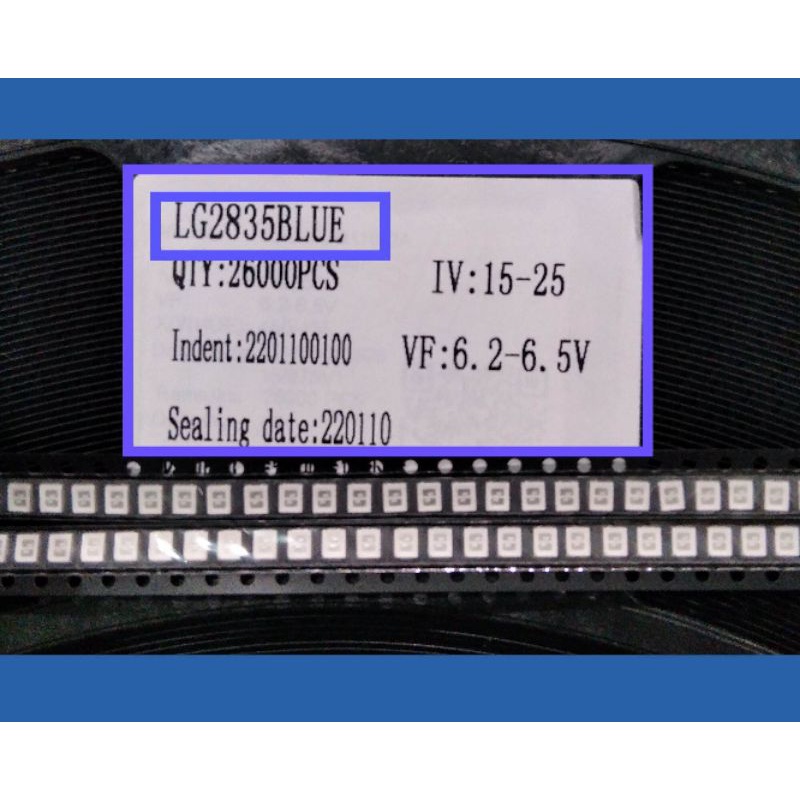 LG2835BLUE
QTY:26000PCS IV:15-25
Indent:2201100100 VF:6.2-6.5V
Sealing date:220110